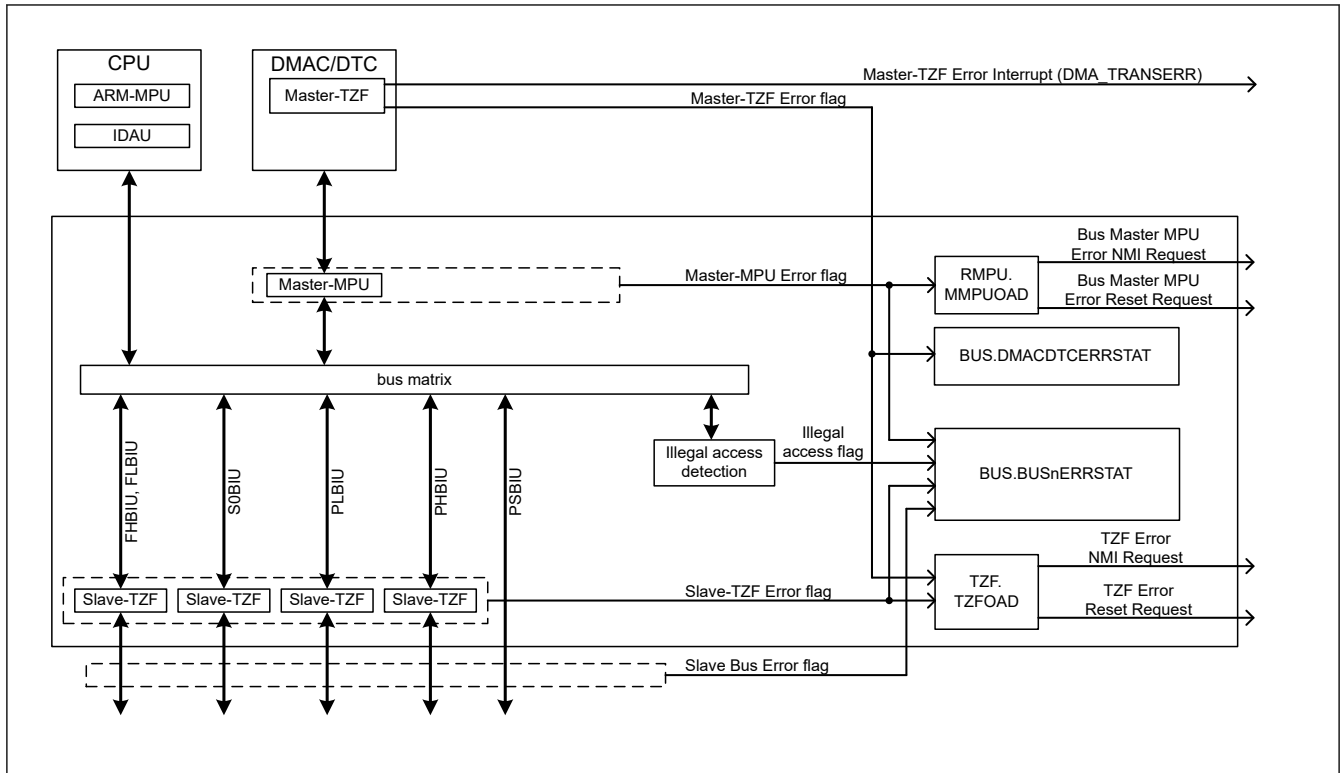 CPU
DMAC/DTC
ARM-MPU
Master-TZF
IDAU
Master-TZF Error Interrupt (DMA_TRANSERR)
Master-TZF Error flag
Master-MPU
Master-MPU Error flag
RMPU.
MMPUOAD
Bus Master MPU
Error NMI Request
Bus Master MPU
Error Reset Request
BUS.DMACDTCERRSTAT
bus matrix
FHBIU, FLBIU
S0BIU
PLBIU
PHBIU
PSBIU
Illegal access
detection
Illegal
access flag
BUS.BUSnERRSTAT
Slave-TZF
Slave-TZF
Slave-TZF
Slave-TZF
Slave-TZF Error flag
TZF.
TZFOAD
TZF Error
NMI Request
TZF Error
Reset Request
Slave Bus Error flag